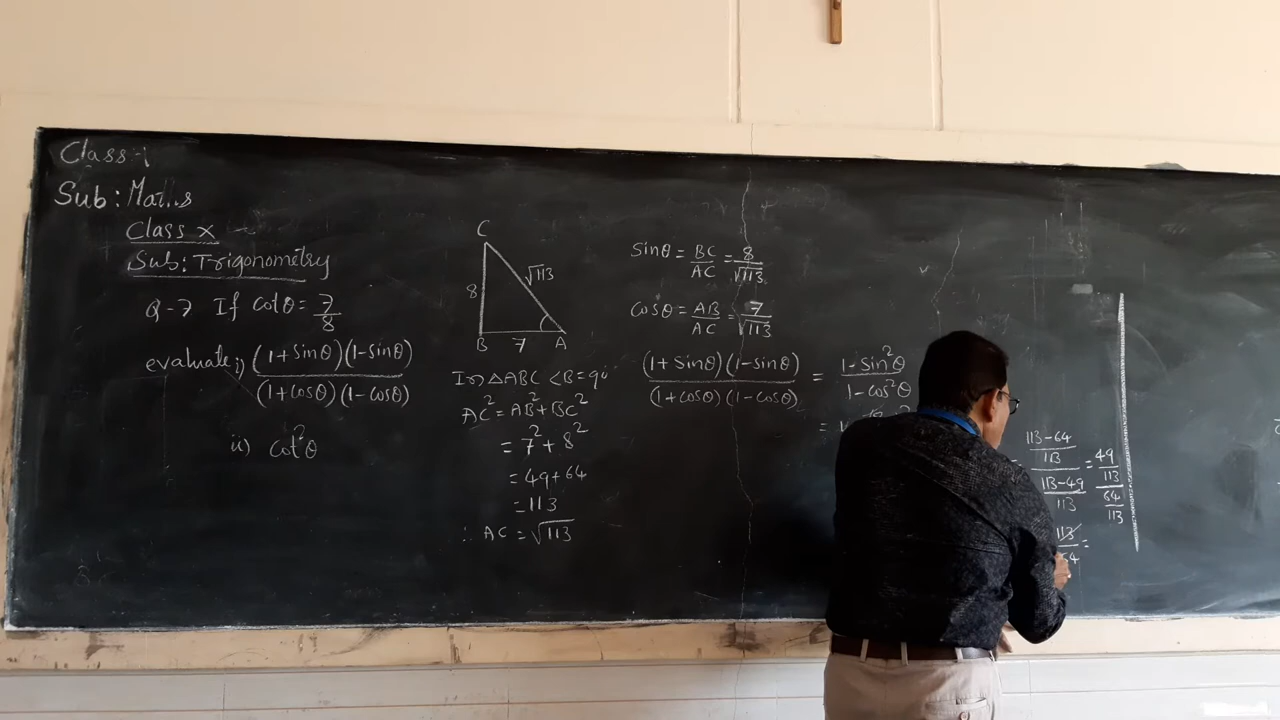 Class-
Sub: Maths
Class X
Sub: Trigonometry
Q-7 If cotθ = 7/8
evaluate i) (1+sinθ)(1-sinθ)/(1+cosθ)(1-cosθ)
ii) cot²θ
C
8
√113
B 7 A
In △ABC <B=90
AC² = AB² + BC²
= 7² + 8²
= 49+64
= 113
∴ AC = √113
Sinθ = BC/AC = 8/√113
Cosθ = AB/AC = 7/√113
(1+sinθ)(1-sinθ)/(1+cosθ)(1-cosθ) = 1-sin²θ/1-cos²θ
=
113-64/113 / 113-49/113 = 49/113 / 64/113
113/64 =